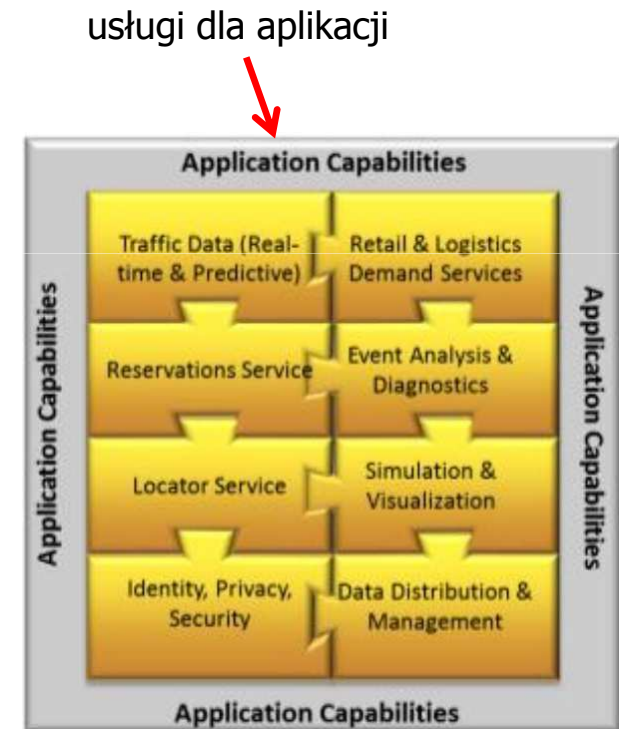 usługi dla aplikacji
Application Capabilities
Application Capabilities
Traffic Data (Real-
time & Predictive)
Retail & Logistics
Demand Services
Reservations Service
Event Analysis &
Diagnostics
Locator Service
Simulation &
Visualization
Identity, Privacy,
Security
Data Distribution &
Management
Application Capabilities
Application Capabilities